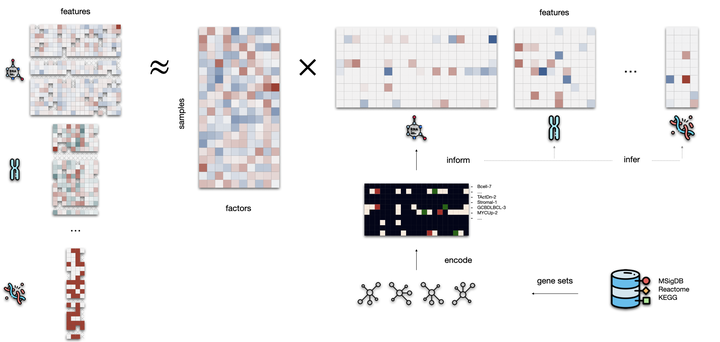 features
features
≈
×
samples
...
factors
inform
infer
Bcell-7
...
TActDn-2
Stromal-1
GCBDLBCL-3
MYCUp-2
...
...
encode
gene sets
MSigDB
Reactome
KEGG